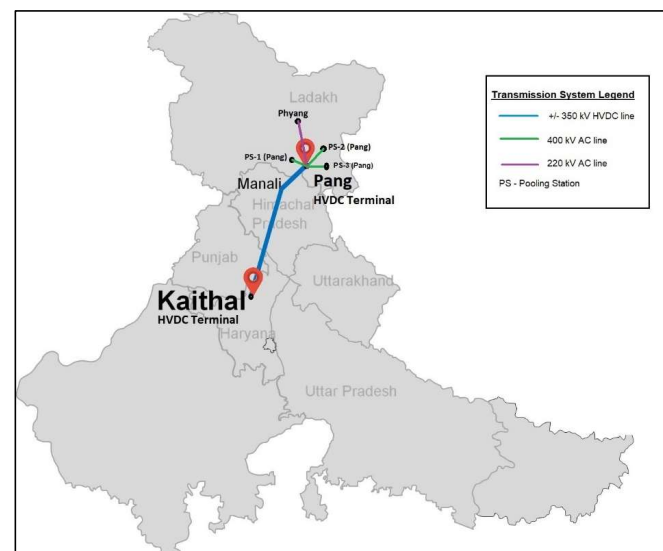 Ladakh
Phyang
PS-1 (Pang)
PS-2 (Pang)
PS-3 (Pang)
Pang
HVDC Terminal
Manali
Himachal
Pradesh
Punjab
Uttarakhand
Kaithal
HVDC Terminal
Haryana
Uttar Pradesh
Transmission System Legend
+/- 350 kV HVDC line
400 kV AC line
220 kV AC line
PS - Pooling Station